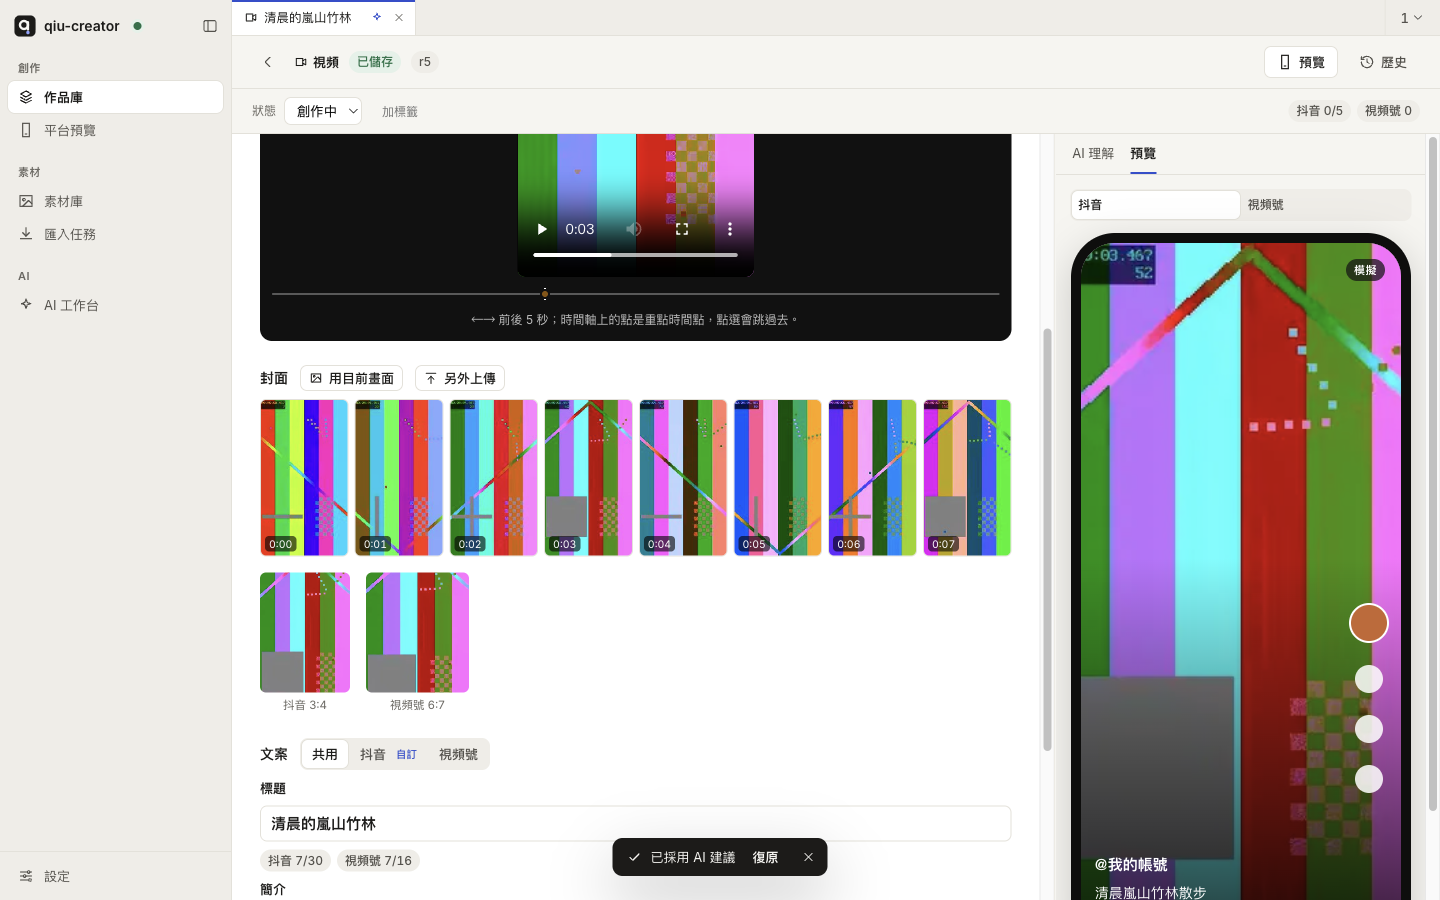 qiu-creator
創作
作品庫
平台預覽
素材
素材庫
匯入任務
AI
AI 工作台
設定
清晨的嵐山竹林
1
視頻
已儲存
r5
預覽
歷史
狀態
創作中
加標籤
抖音 0/5
視頻號 0
0:03
←→ 前後 5 秒；時間軸上的點是重點時間點，點選會跳過去。
封面
用目前畫面
另外上傳
0:00
0:01
0:02
0:03
0:04
0:05
0:06
0:07
抖音 3:4
視頻號 6:7
文案
共用
抖音
自訂
視頻號
標題
清晨的嵐山竹林
抖音 7/30
視頻號 7/16
簡介
已採用 AI 建議
復原
AI 理解
預覽
抖音
視頻號
:03.467
52
模擬
@我的帳號
清晨嵐山竹林散步